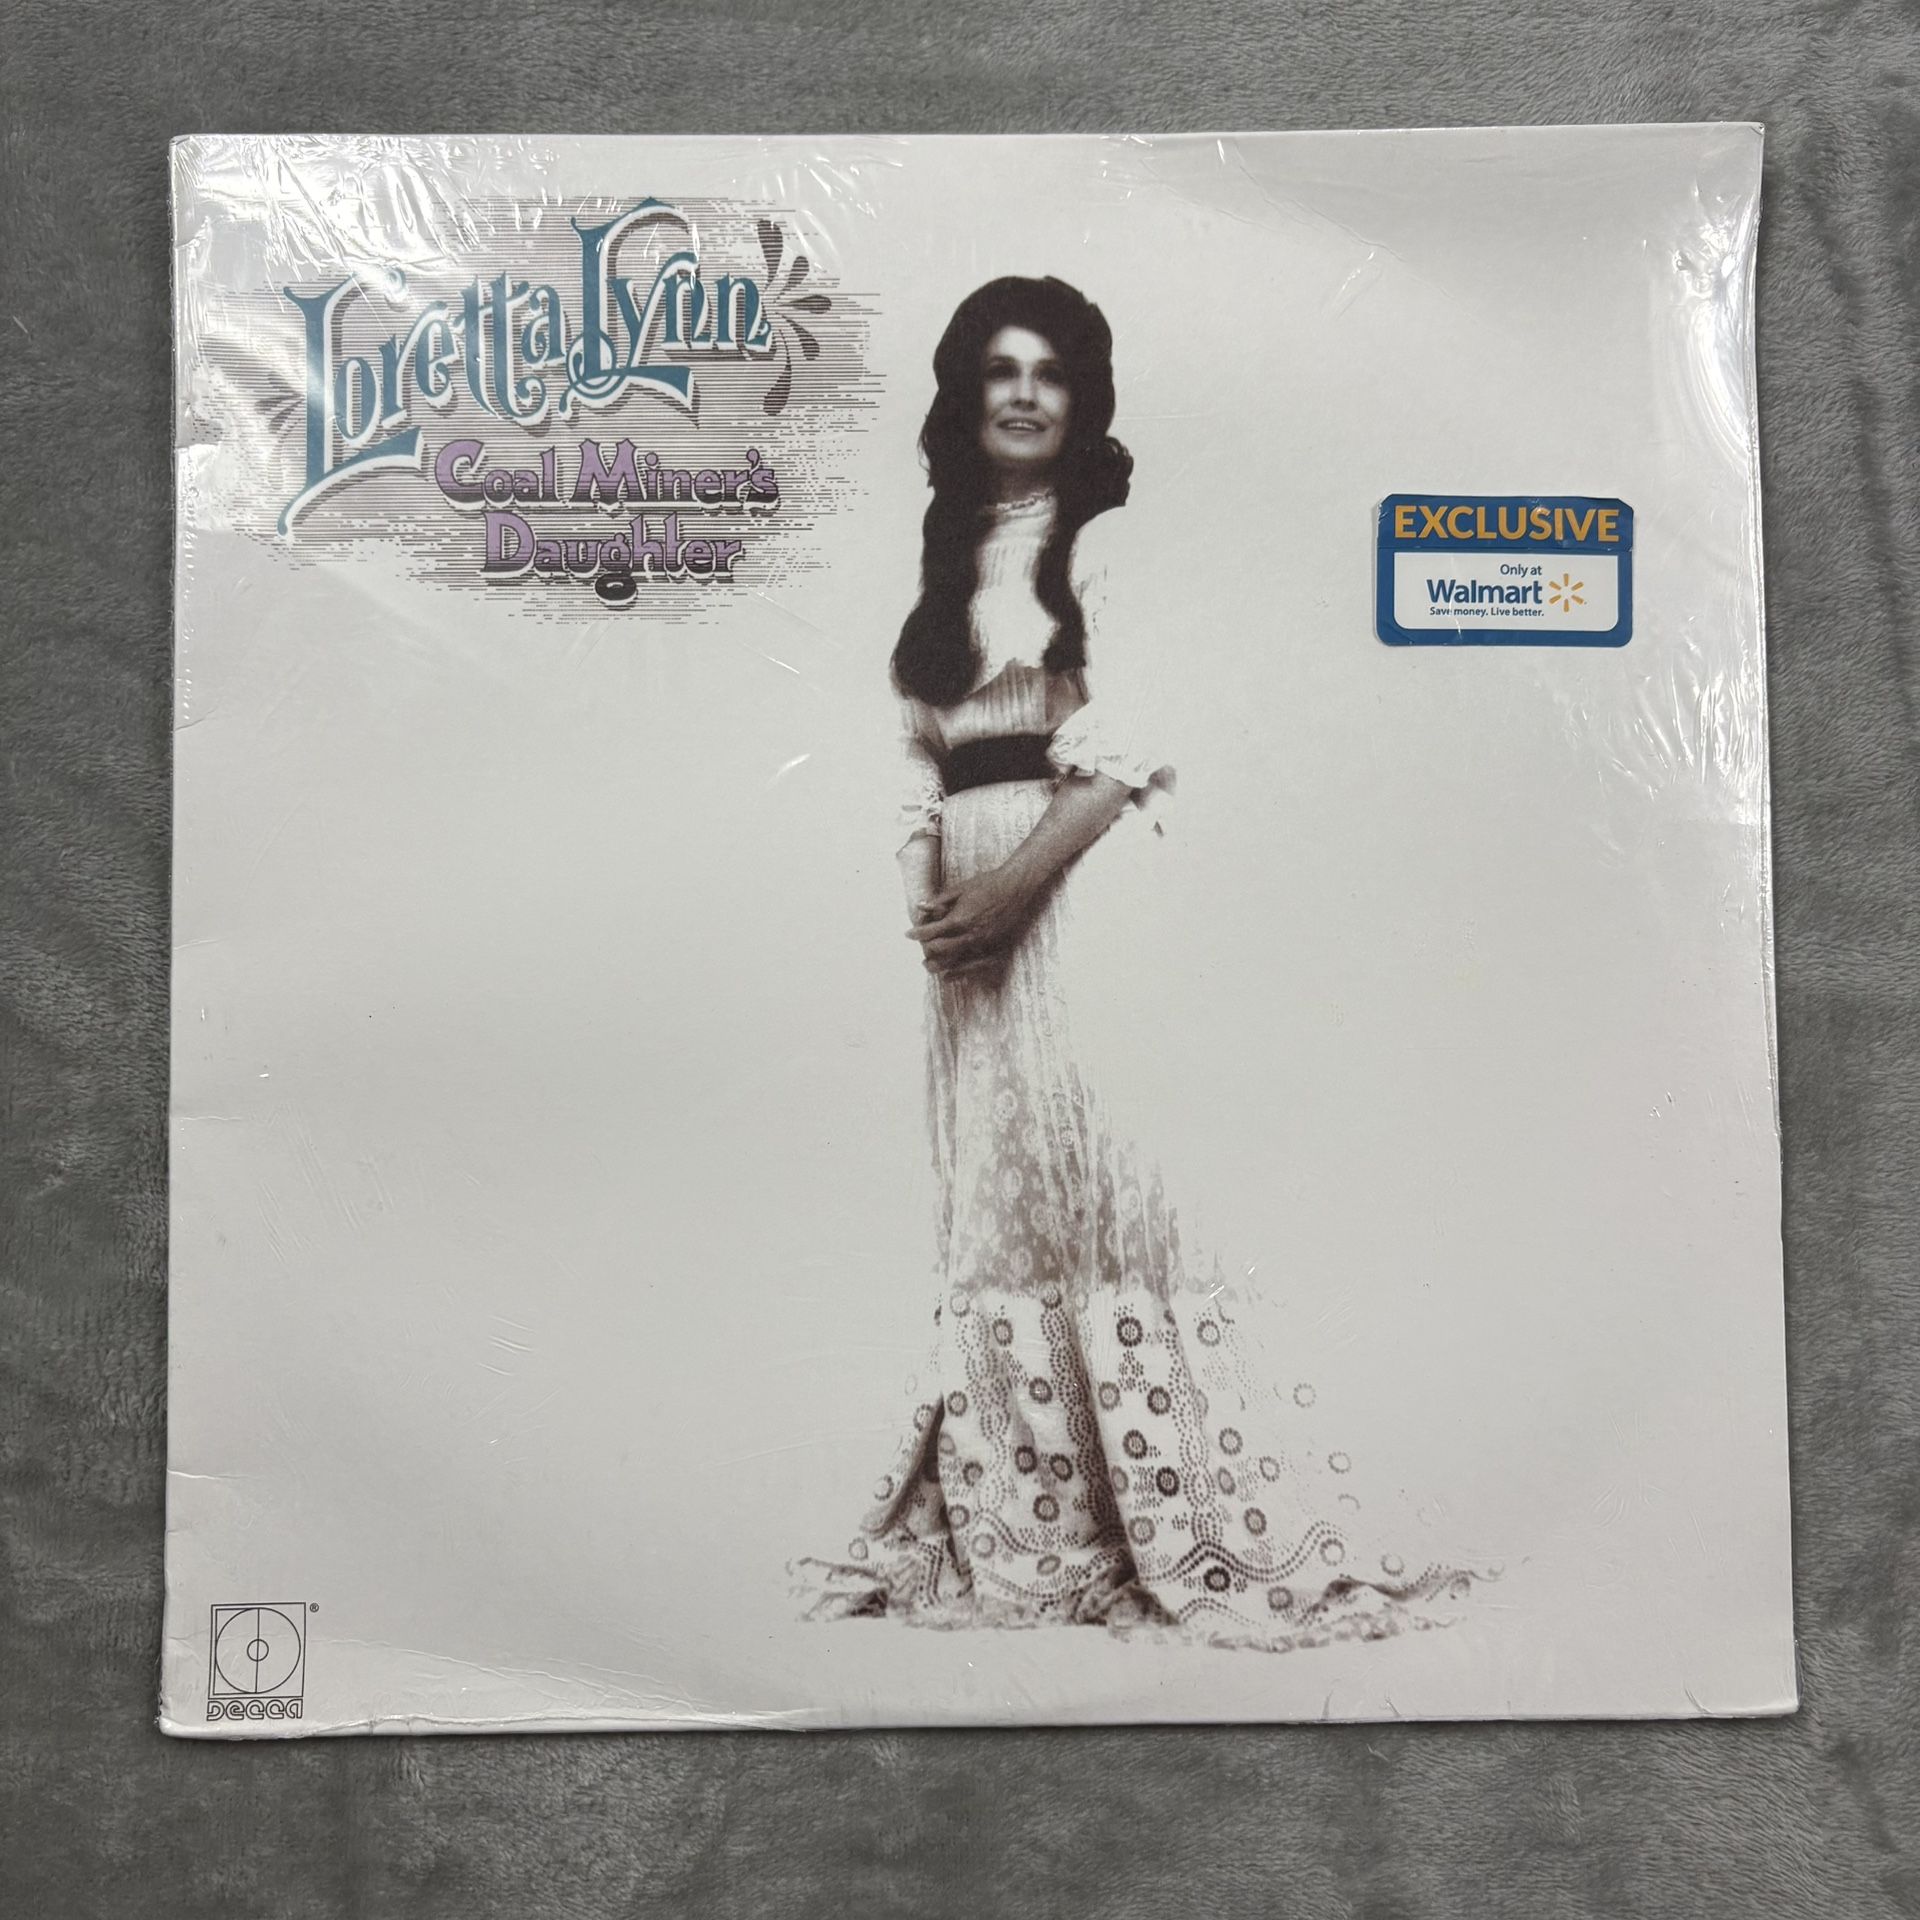 Loretta Lynn
Coal Miner's
Daughter
EXCLUSIVE
Only at
Walmart
Save money. Live better.
®
DECCA